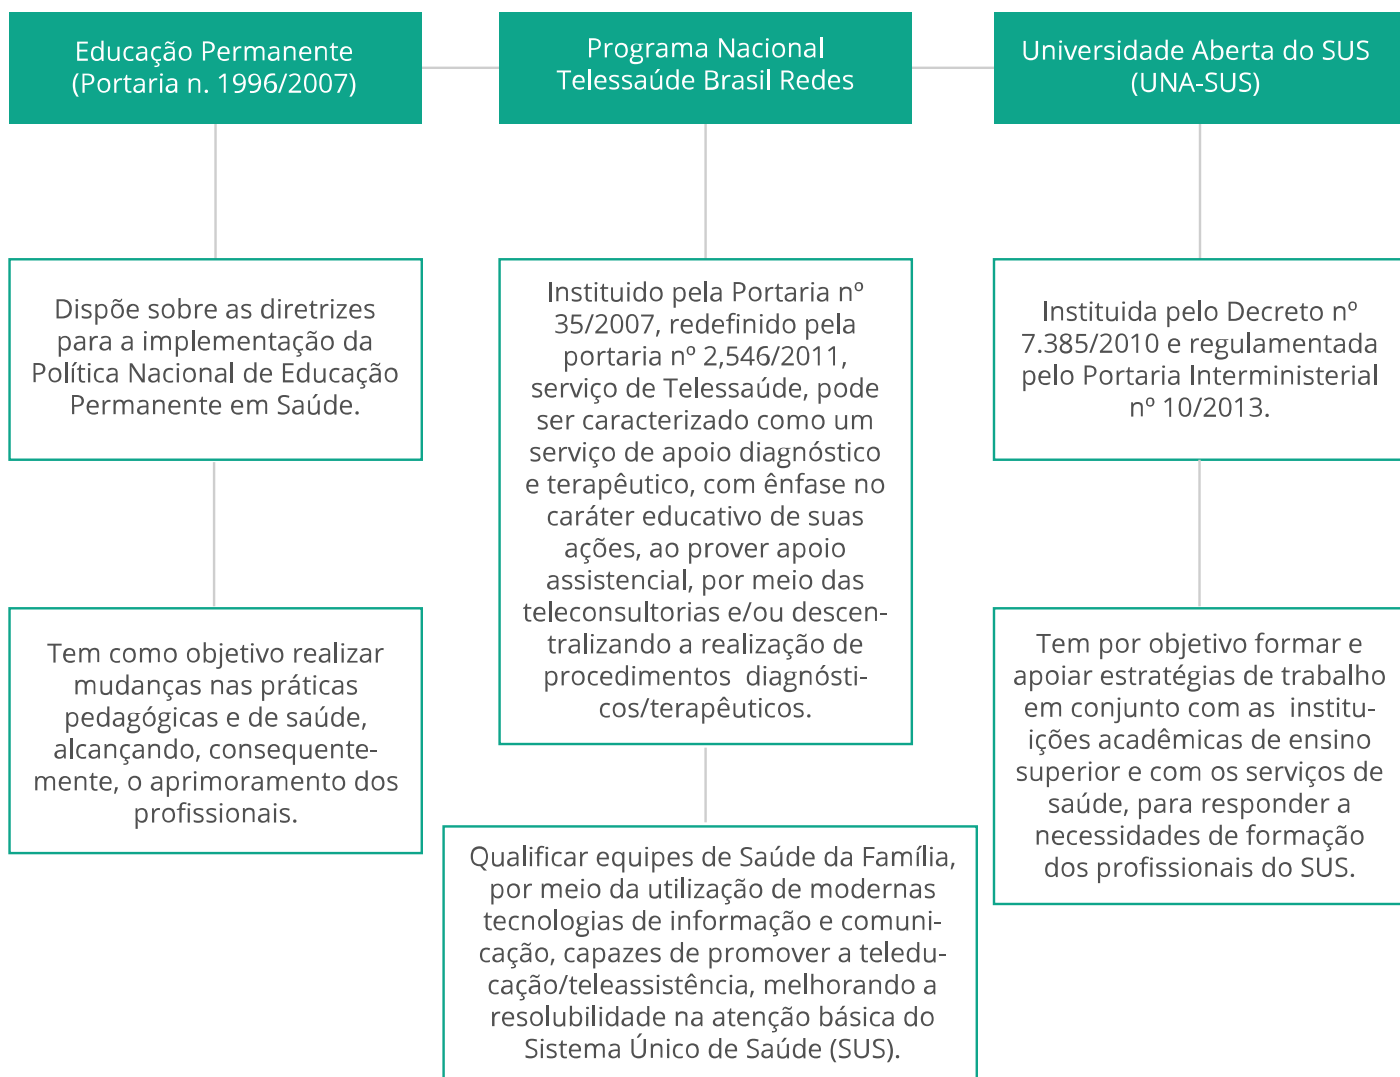 Educação Permanente
(Portaria n. 1996/2007)
Dispõe sobre as diretrizes
para a implementação da
Política Nacional de Educação
Permanente em Saúde.
Tem como objetivo realizar
mudanças nas práticas
pedagógicas e de saúde,
alcançando, consequente-
mente, o aprimoramento dos
profissionais.
Programa Nacional
Telessaúde Brasil Redes
Instituido pela Portaria nº
35/2007, redefinido pela
portaria nº 2,546/2011,
serviço de Telessaúde, pode
ser caracterizado como um
serviço de apoio diagnóstico
e terapêutico, com ênfase no
caráter educativo de suas
ações, ao prover apoio
assistencial, por meio das
teleconsultorias e/ou descen-
tralizando a realização de
procedimentos diagnósti-
cos/terapêuticos.
Qualificar equipes de Saúde da Família,
por meio da utilização de modernas
tecnologias de informação e comuni-
cação, capazes de promover a teledu-
cação/teleassistência, melhorando a
resolubilidade na atenção básica do
Sistema Único de Saúde (SUS).
Universidade Aberta do SUS
(UNA-SUS)
Instituida pelo Decreto nº
7.385/2010 e regulamentada
pelo Portaria Interministerial
nº 10/2013.
Tem por objetivo formar e
apoiar estratégias de trabalho
em conjunto com as institu-
ições acadêmicas de ensino
superior e com os serviços de
saúde, para responder a
necessidades de formação
dos profissionais do SUS.